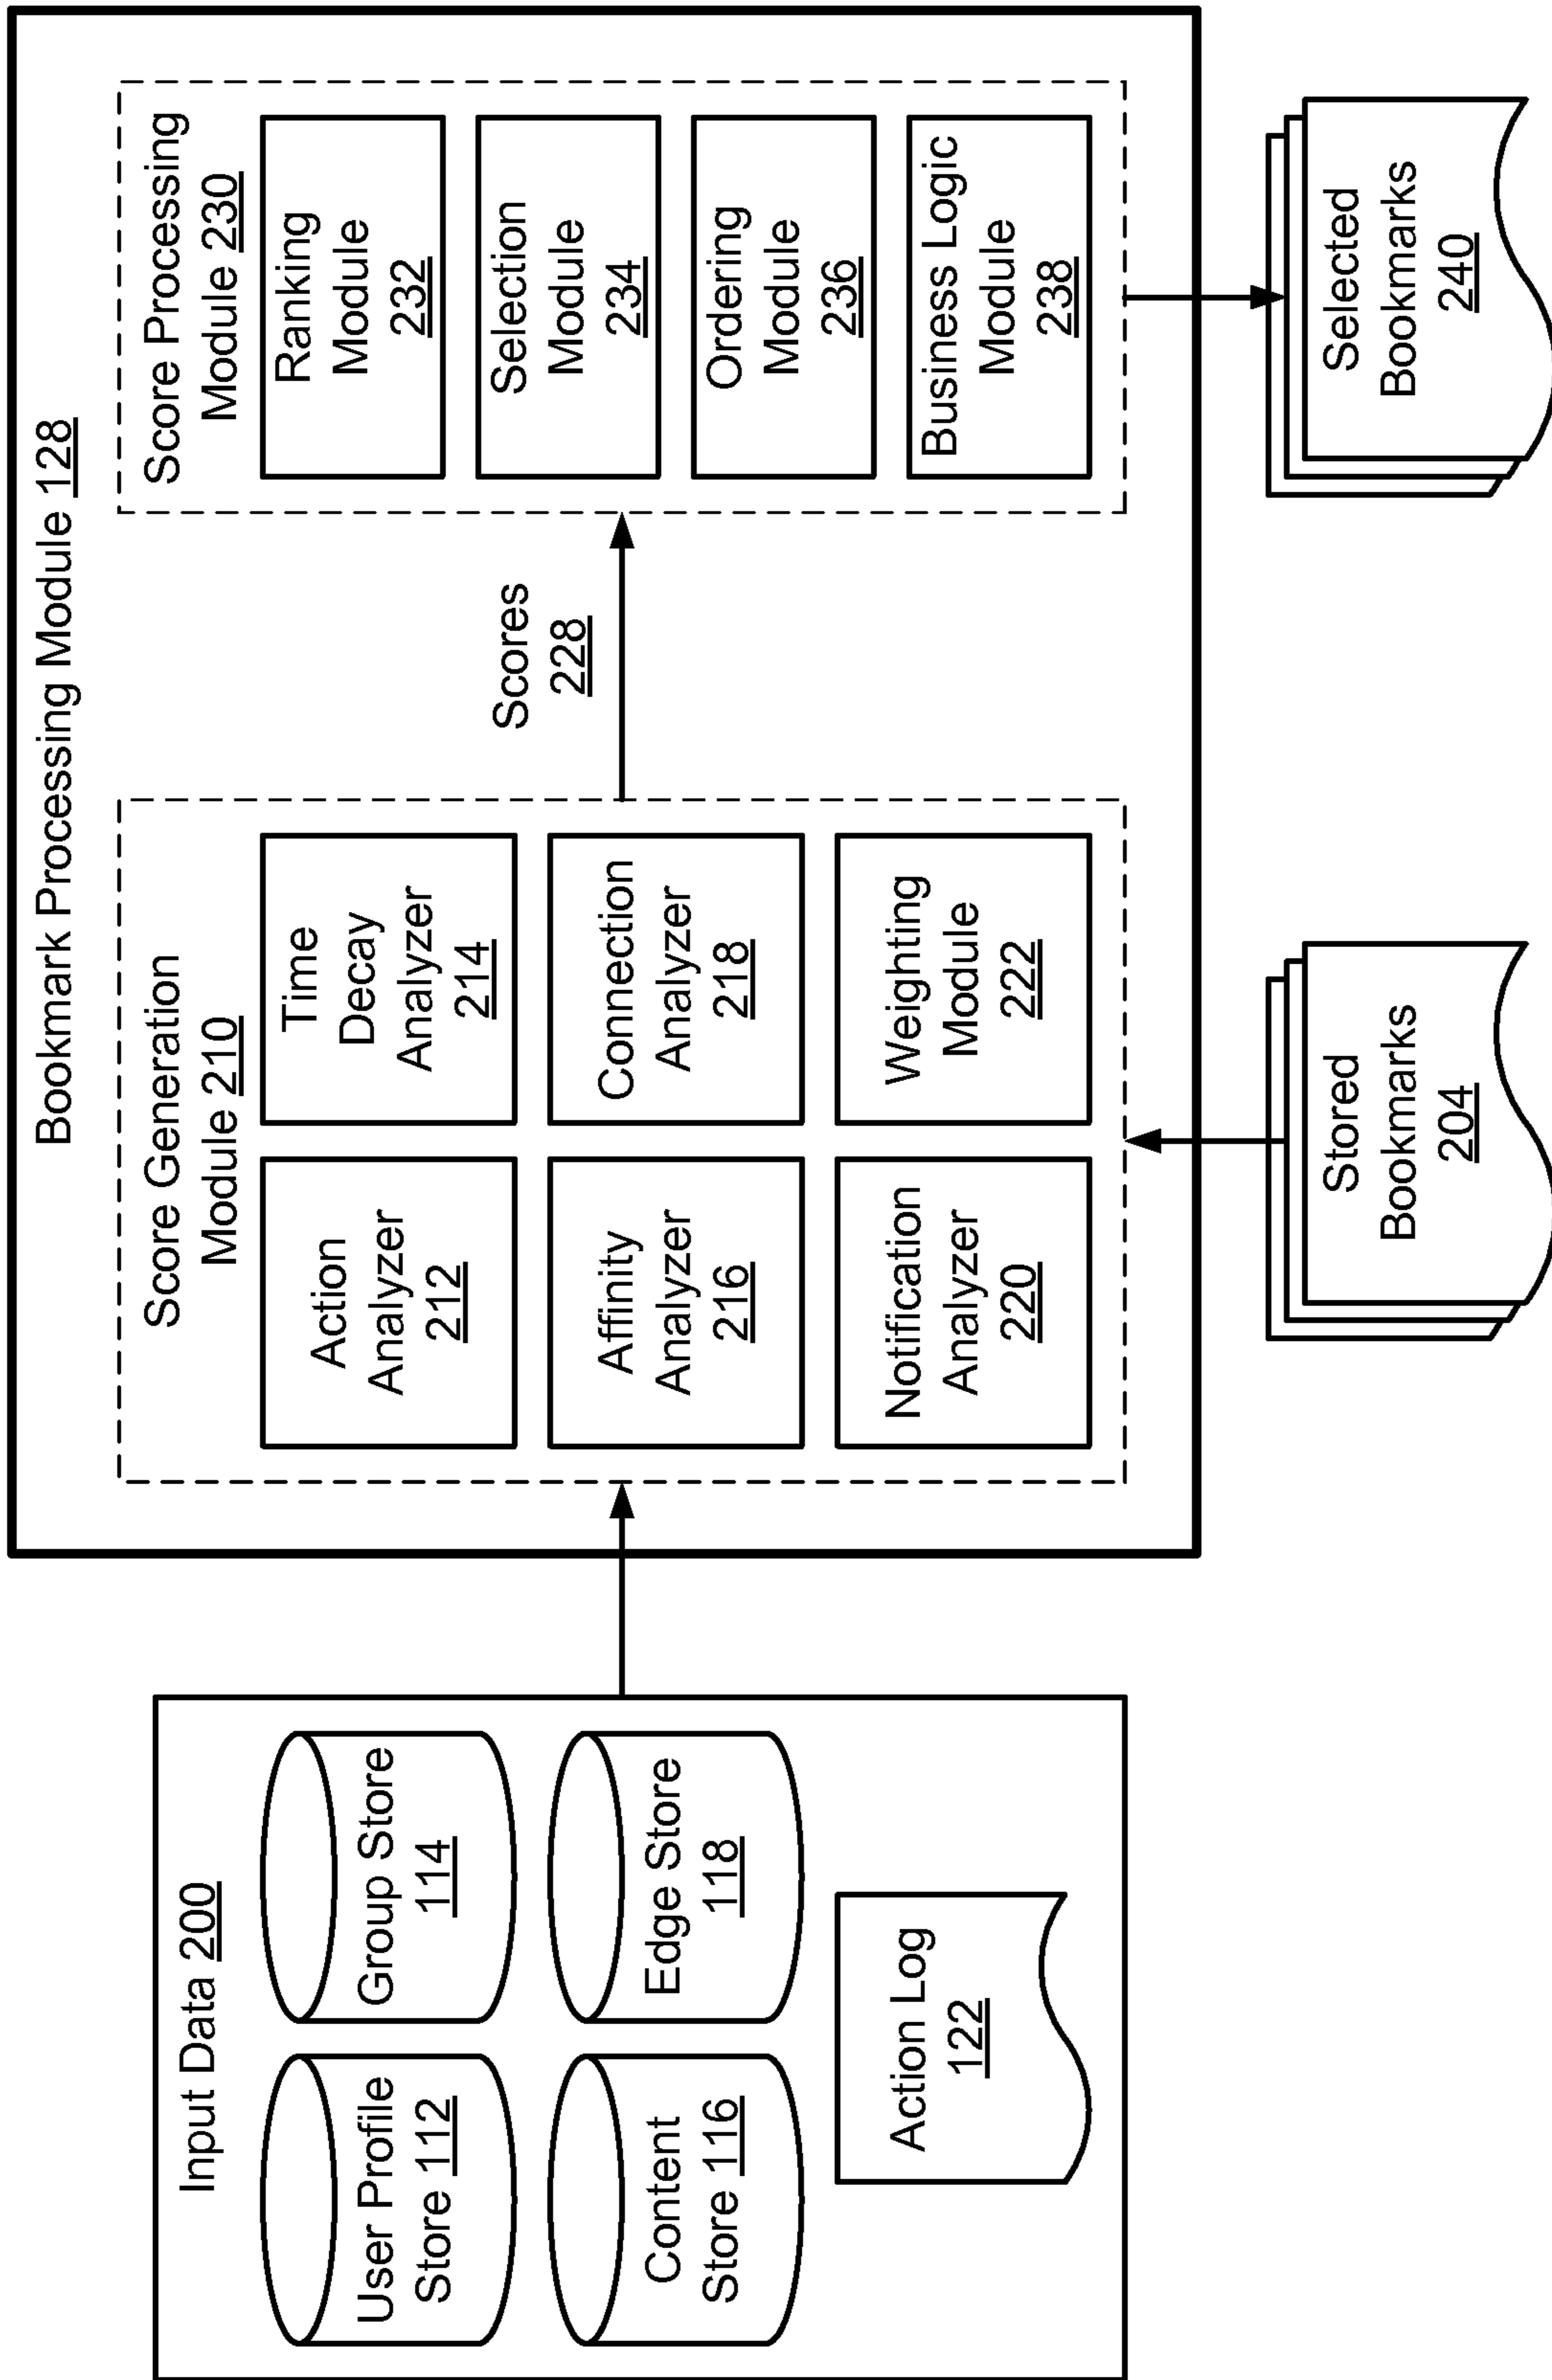 Input Data 200
User Profile
Store 112
Group Store
114
Content
Store 116
Edge Store
118
Action Log
122
Bookmark Processing Module 128
Score Generation
Module 210
Action
Analyzer
212
Time
Decay
Analyzer
214
Affinity
Analyzer
216
Connection
Analyzer
218
Notification
Analyzer
220
Weighting
Module
222
Scores
228
Score Processing
Module 230
Ranking
Module
232
Selection
Module
234
Ordering
Module
236
Business Logic
Module
238
Stored
Bookmarks
204
Selected
Bookmarks
240